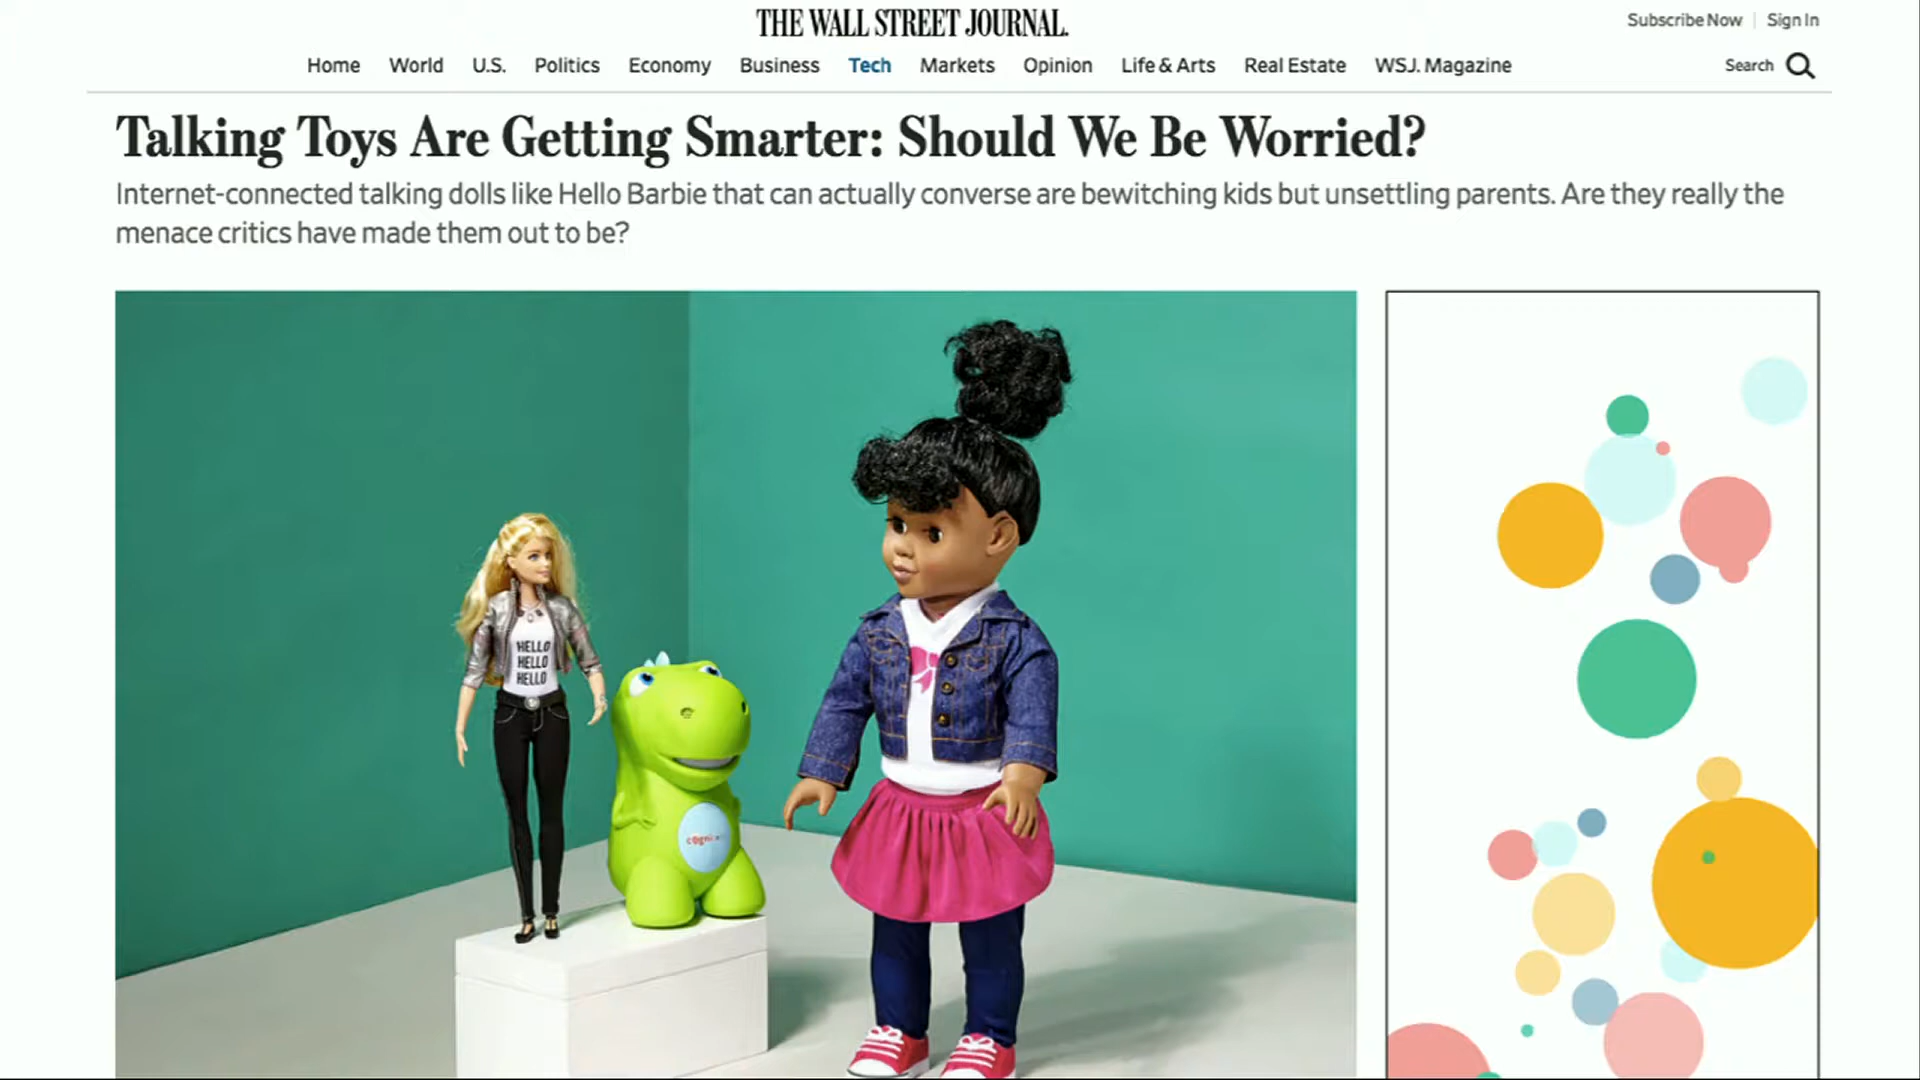 THE WALL STREET JOURNAL.
Subscribe Now | Sign In
Home World U.S. Politics Economy Business Tech Markets Opinion Life & Arts Real Estate WSJ. Magazine
Search
Talking Toys Are Getting Smarter: Should We Be Worried?
Internet-connected talking dolls like Hello Barbie that can actually converse are bewitching kids but unsettling parents. Are they really the
menace critics have made them out to be?
HELLO
HELLO
HELLO